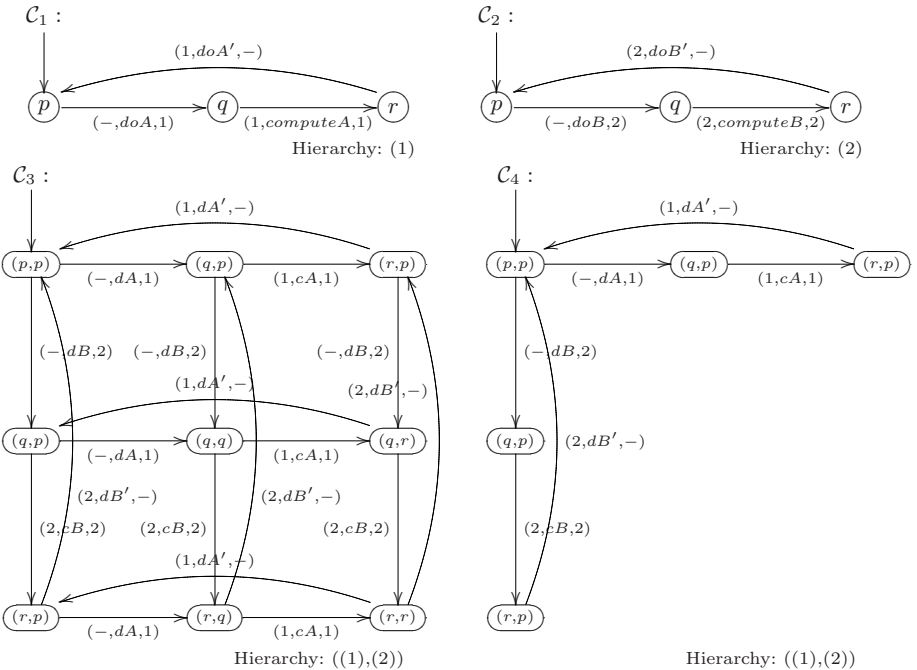 C₁ :
C₂ :
(1,doA′,−)
(2,doB′,−)
p q r
p q r
(−,doA,1) (1,computeA,1)
(−,doB,2) (2,computeB,2)
Hierarchy: (1)
Hierarchy: (2)
C₃ :
C₄ :
(1,dA′,−)
(1,dA′,−)
(p,p) (q,p) (r,p)
(p,p) (q,p) (r,p)
(−,dA,1) (1,cA,1)
(−,dA,1) (1,cA,1)
(−,dB,2) (−,dB,2) (−,dB,2)
(−,dB,2)
(1,dA′,−) (2,dB′,−)
(q,p) (q,q) (q,r)
(q,p) (2,dB′,−)
(−,dA,1) (1,cA,1)
(2,dB′,−) (2,dB′,−)
(2,cB,2) (2,cB,2) (2,cB,2)
(2,cB,2)
(1,dA′,−)
(r,p) (r,q) (r,r)
(r,p)
(−,dA,1) (1,cA,1)
Hierarchy: ((1),(2))
Hierarchy: ((1),(2))